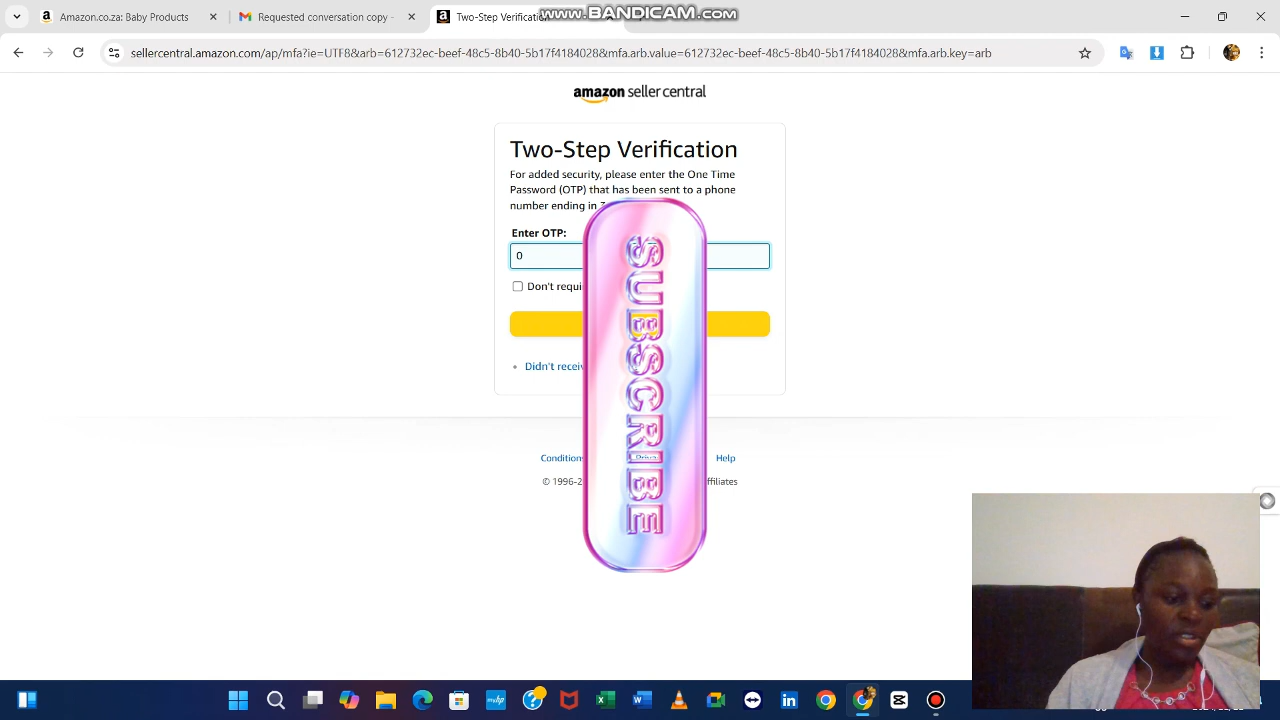 Amazon.co.za: Baby Products
Requested conversation copy -
Two-Step Verification
www.BANDICAM.com
sellercentral.amazon.com/ap/mfa?ie=UTF8&arb=612732ec-beef-48c5-8b40-5b17f4184028&mfa.arb.value=612732ec-beef-48c5-8b40-5b17f4184028&mfa.arb.key=arb
amazon seller central
Two-Step Verification
For added security, please enter the One Time
Password (OTP) that has been sent to a phone
number ending in
Enter OTP:
0
Don't requi
Didn't receiv
SUBSCRIBE
Conditions
Priva
Help
© 1996-2
ffiliates